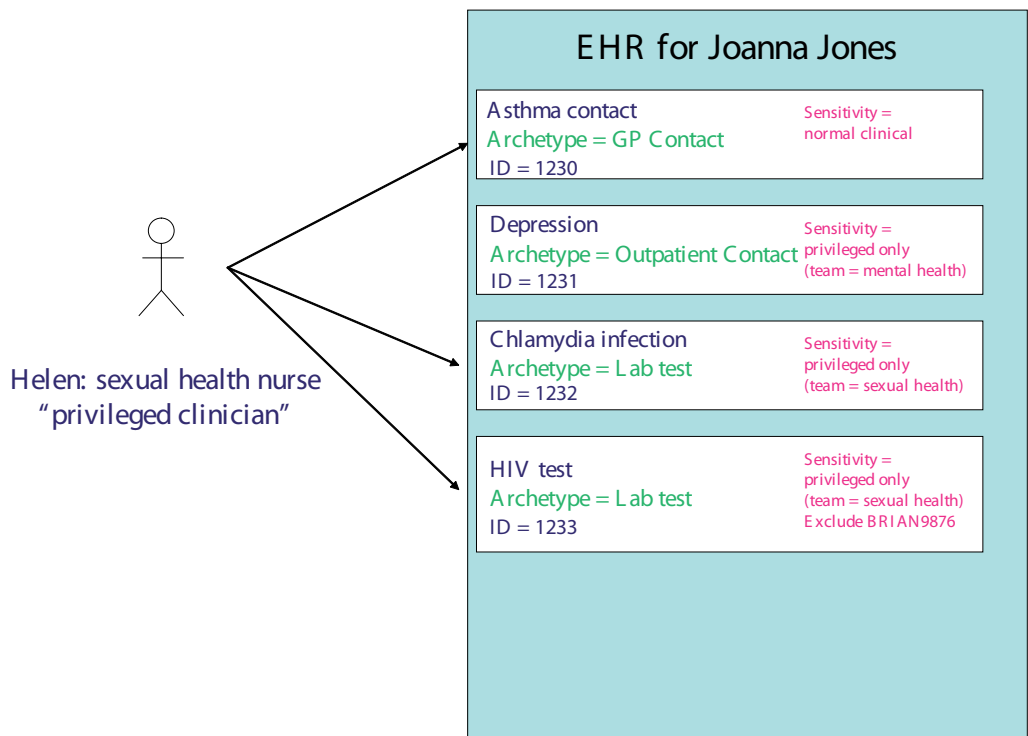 EHR for Joanna Jones
Asthma contact
Archetype = GP Contact
ID = 1230
Sensitivity =
normal clinical
Depression
Archetype = Outpatient Contact
ID = 1231
Sensitivity =
privileged only
(team = mental health)
Chlamydia infection
Archetype = Lab test
ID = 1232
Sensitivity =
privileged only
(team = sexual health)
HIV test
Archetype = Lab test
ID = 1233
Sensitivity =
privileged only
(team = sexual health)
Exclude BRIAN9876
Helen: sexual health nurse
“privileged clinician”